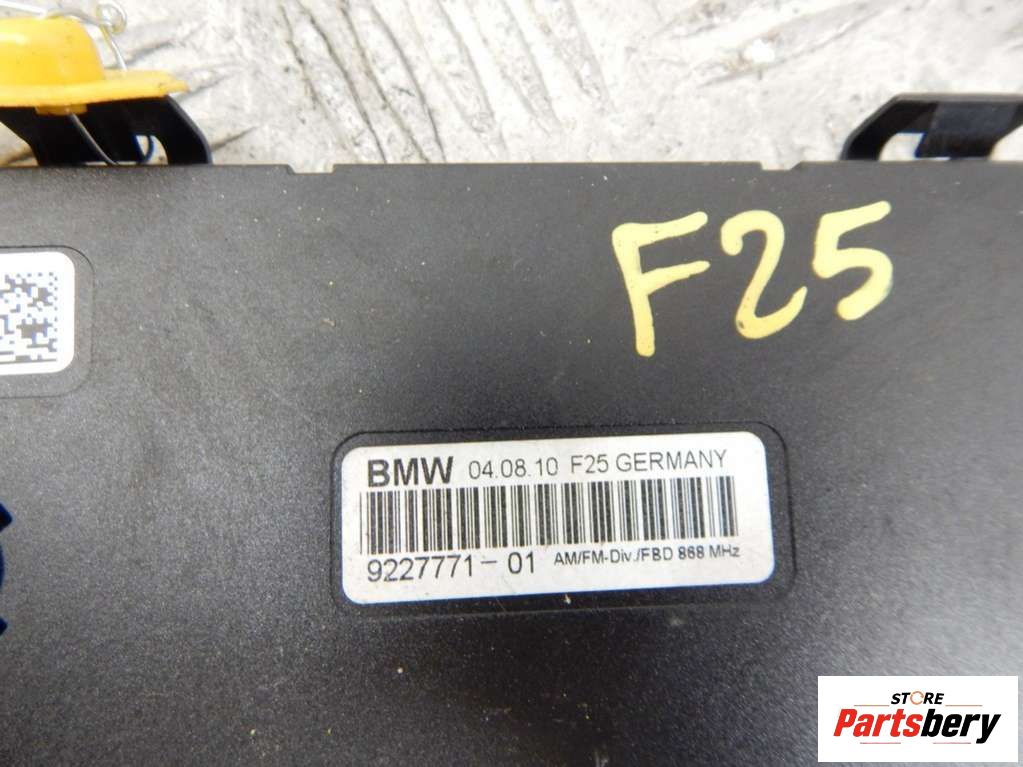 F25
BMW 04.08.10 F25 GERMANY
9227771-01 AM/FM-Div./FBD 868 MHz
STORE
Partsbery